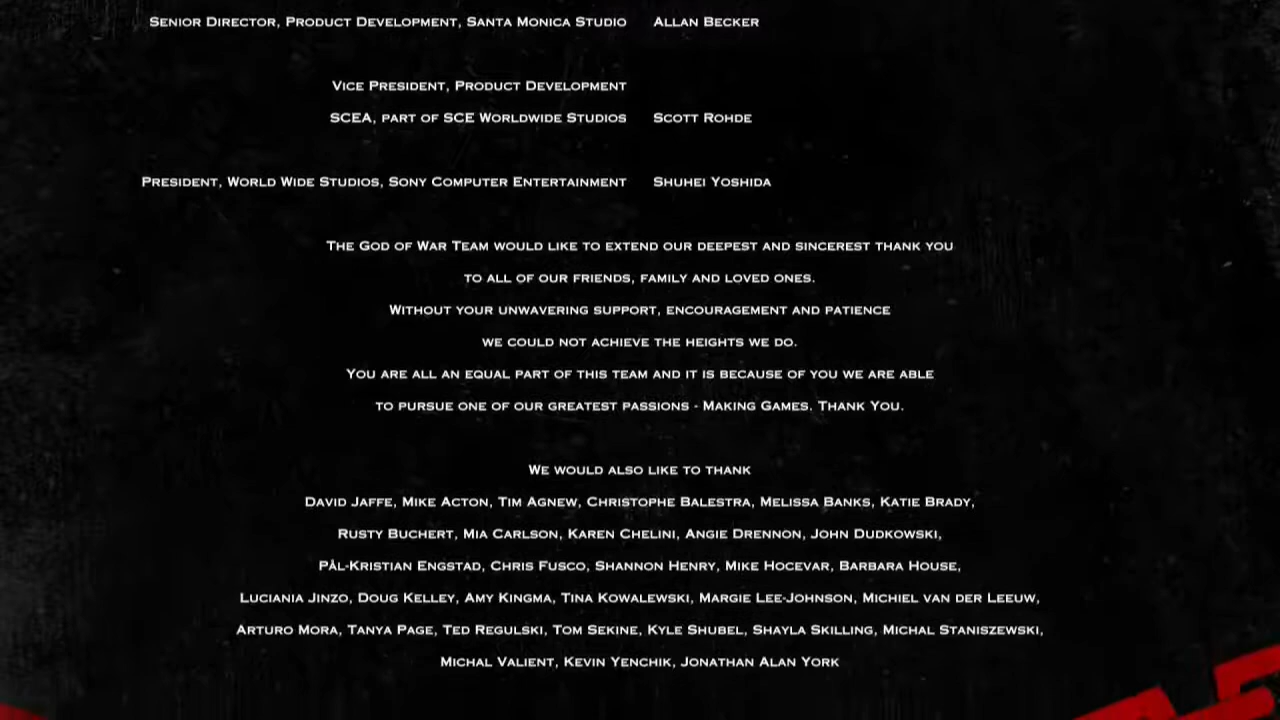 Senior Director, Product Development, Santa Monica Studio Allan Becker
Vice President, Product Development
SCEA, part of SCE Worldwide Studios Scott Rohde
President, World Wide Studios, Sony Computer Entertainment Shuhei Yoshida
The God of War Team would like to extend our deepest and sincerest thank you
to all of our friends, family and loved ones.
Without your unwavering support, encouragement and patience
we could not achieve the heights we do.
You are all an equal part of this team and it is because of you we are able
to pursue one of our greatest passions - Making Games. Thank You.
We would also like to thank
David Jaffe, Mike Acton, Tim Agnew, Christophe Balestra, Melissa Banks, Katie Brady,
Rusty Buchert, Mia Carlson, Karen Chelini, Angie Drennon, John Dudkowski,
Pål-Kristian Engstad, Chris Fusco, Shannon Henry, Mike Hocevar, Barbara House,
Luciania Jinzo, Doug Kelley, Amy Kingma, Tina Kowalewski, Margie Lee-Johnson, Michiel van der Leeuw,
Arturo Mora, Tanya Page, Ted Regulski, Tom Sekine, Kyle Shubel, Shayla Skilling, Michal Staniszewski,
Michal Valient, Kevin Yenchik, Jonathan Alan York